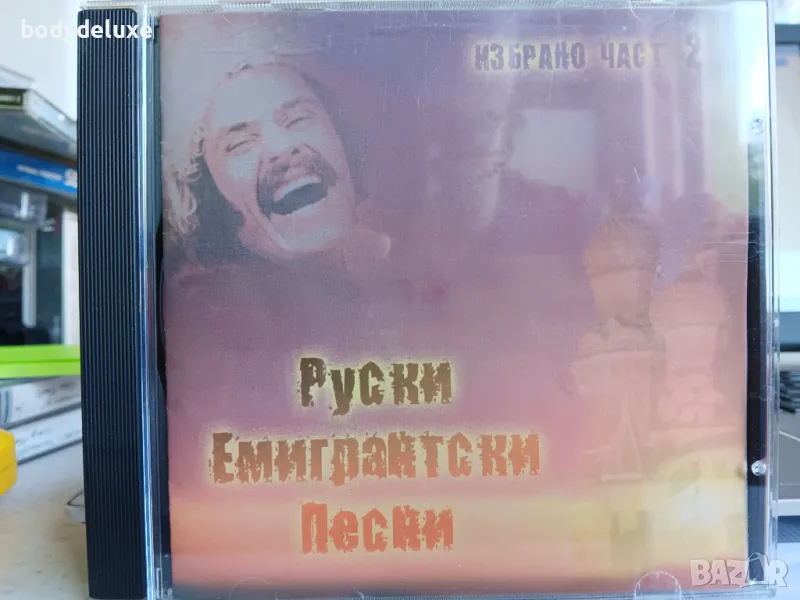 bodydeluxe
ИЗБРАНО ЧАСТ 2
Руски
Емигрантски
Песни
BAZAR